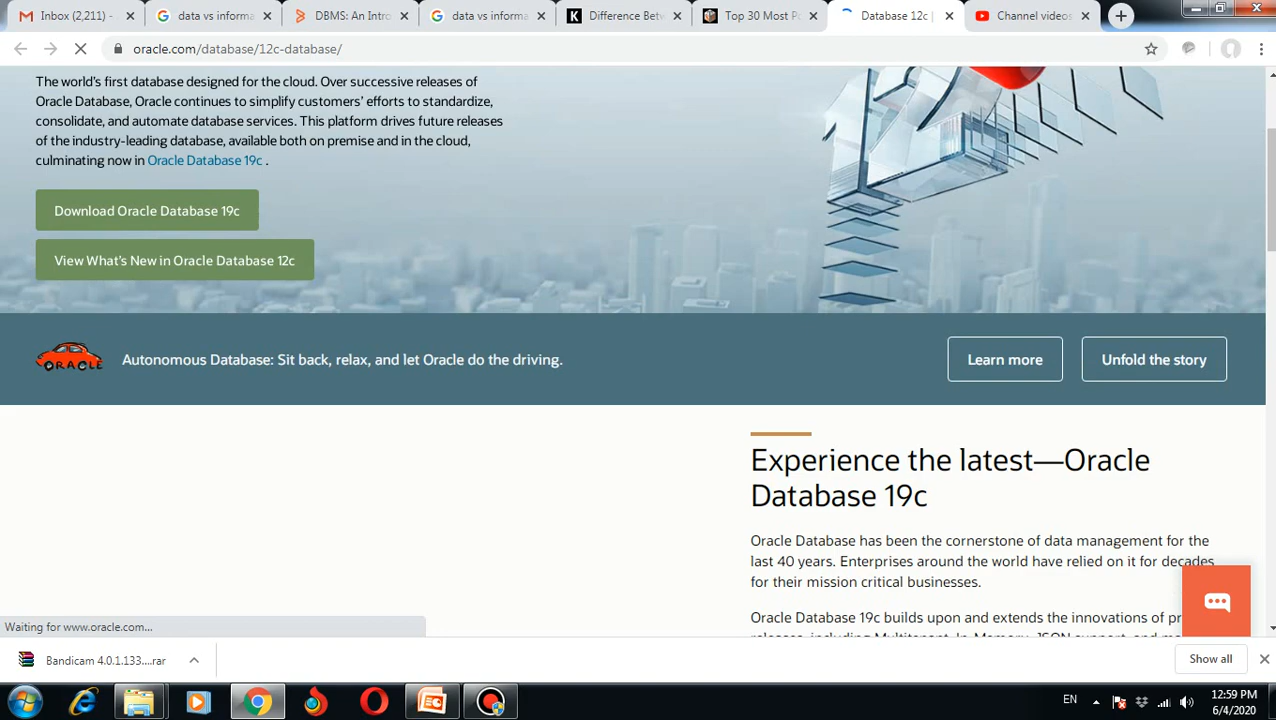 Inbox (2,211) -
data vs informa
DBMS: An Intro
data vs informa
Difference Betw
Top 30 Most Po
Database 12c |
Channel videos
oracle.com/database/12c-database/
The world's first database designed for the cloud. Over successive releases of
Oracle Database, Oracle continues to simplify customers' efforts to standardize,
consolidate, and automate database services. This platform drives future releases
of the industry-leading database, available both on premise and in the cloud,
culminating now in Oracle Database 19c .
Download Oracle Database 19c
View What's New in Oracle Database 12c
ORACLE
Autonomous Database: Sit back, relax, and let Oracle do the driving.
Learn more
Unfold the story
Experience the latest—Oracle
Database 19c
Oracle Database has been the cornerstone of data management for the
last 40 years. Enterprises around the world have relied on it for decades
for their mission critical businesses.
Oracle Database 19c builds upon and extends the innovations of pr
releases, including Multitenant, In-Memory, JSON support, and m
Waiting for www.oracle.com...
Bandicam 4.0.1.133....rar
Show all
EN
12:59 PM
6/4/2020